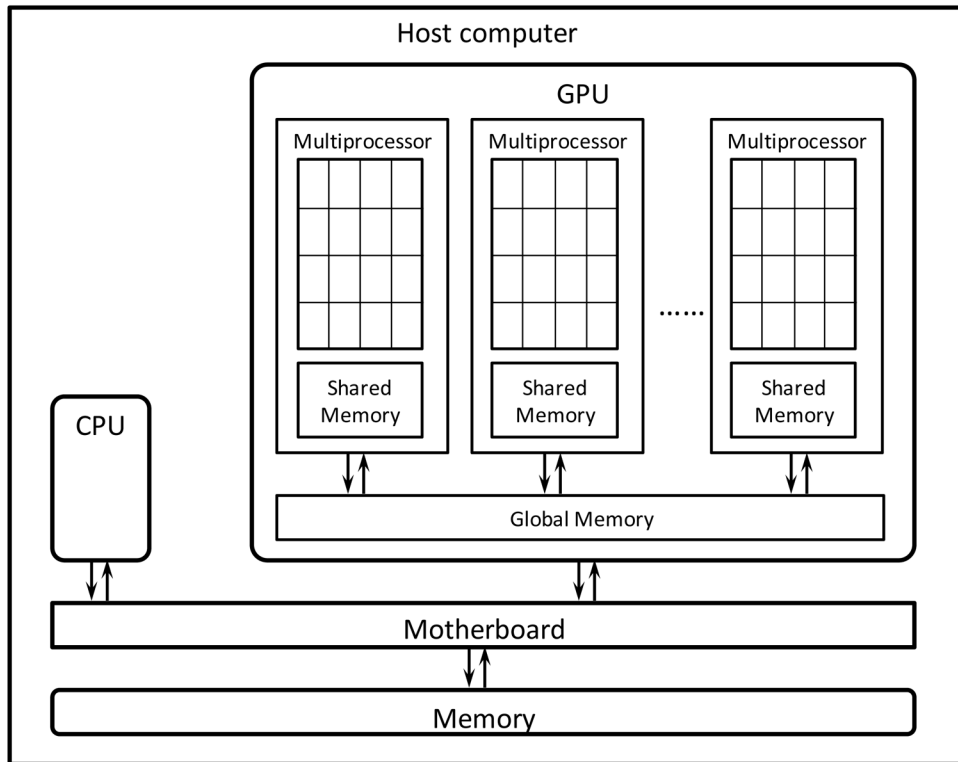 Host computer
GPU
Multiprocessor
Multiprocessor
Multiprocessor
......
Shared
Memory
Shared
Memory
Shared
Memory
CPU
Global Memory
Motherboard
Memory